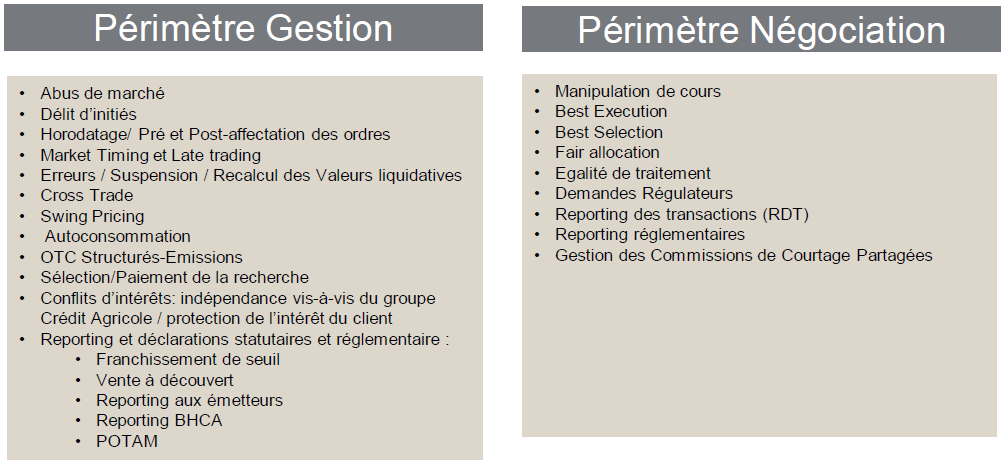 Périmètre Gestion
• Abus de marché
• Délit d'initiés
• Horodatage/ Pré et Post-affectation des ordres
• Market Timing et Late trading
• Erreurs / Suspension / Recalcul des Valeurs liquidatives
• Cross Trade
• Swing Pricing
• Autoconsommation
• OTC Structurés-Emissions
• Sélection/Paiement de la recherche
• Conflits d'intérêts: indépendance vis-à-vis du groupe
Crédit Agricole / protection de l'intérêt du client
• Reporting et déclarations statutaires et réglementaire :
• Franchissement de seuil
• Vente à découvert
• Reporting aux émetteurs
• Reporting BHCA
• POTAM
Périmètre Négociation
• Manipulation de cours
• Best Execution
• Best Selection
• Fair allocation
• Egalité de traitement
• Demandes Régulateurs
• Reporting des transactions (RDT)
• Reporting réglementaires
• Gestion des Commissions de Courtage Partagées